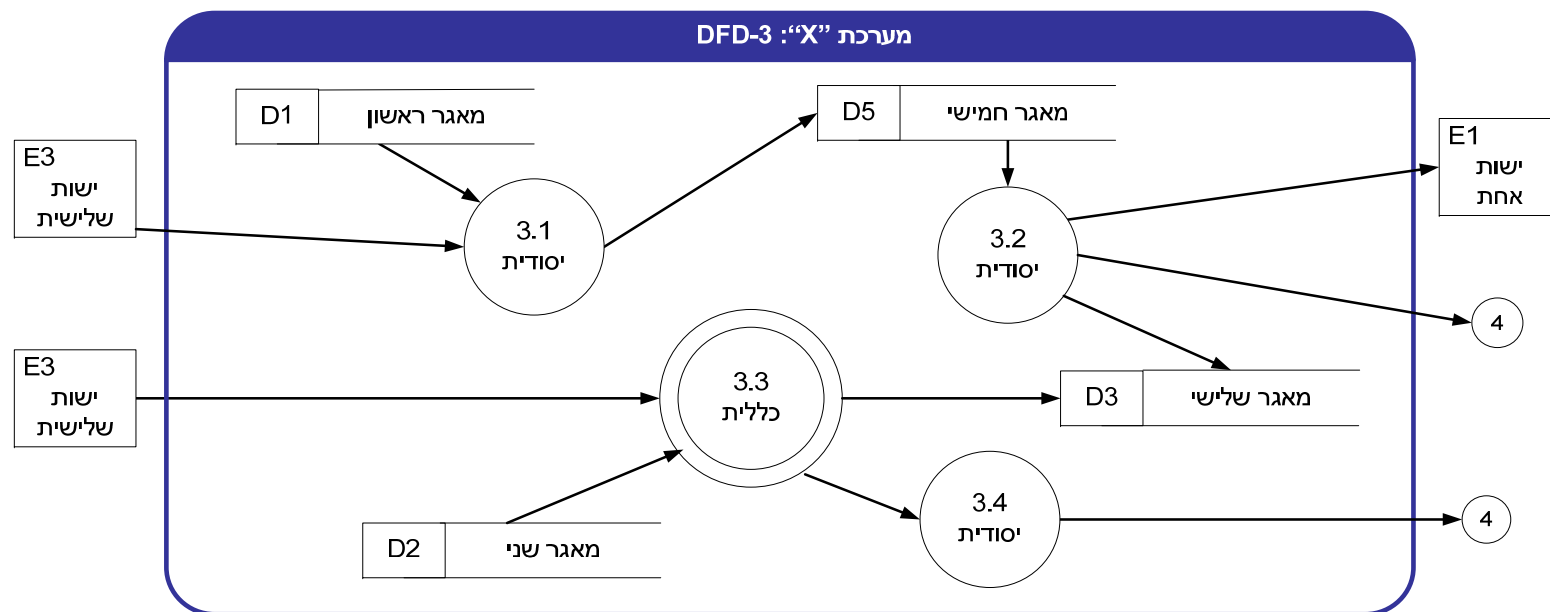 מערכת "X“: DFD-3
D1 מאגר ראשון
D5 מאגר חמישי
E3
ישות
שלישית
E1
ישות
אחת
3.1
יסודית
3.2
יסודית
4
E3
ישות
שלישית
3.3
כללית
D3 מאגר שלישי
D2 מאגר שני
3.4
יסודית
4